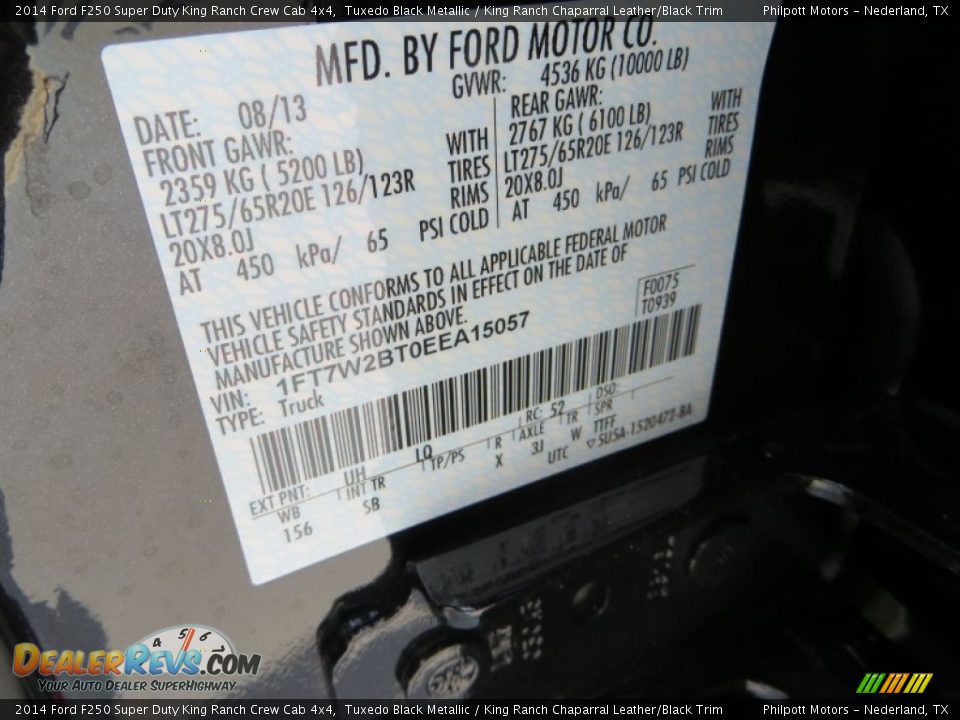 2014 Ford F250 Super Duty King Ranch Crew Cab 4x4, Tuxedo Black Metallic / King Ranch Chaparral Leather/Black Trim Philpott Motors - Nederland, TX
MFD. BY FORD MOTOR CO.
DATE: 08/13 GVWR: 4536 KG (10000 LB)
FRONT GAWR:
2359 KG ( 5200 LB) WITH
LT275/65R20E 126/123R TIRES
20X8.0J RIMS
AT 450 kPa/ 65 PSI COLD
REAR GAWR:
2767 KG ( 6100 LB) WITH
LT275/65R20E 126/123R TIRES
20X8.0J RIMS
AT 450 kPa/ 65 PSI COLD
THIS VEHICLE CONFORMS TO ALL APPLICABLE FEDERAL MOTOR
VEHICLE SAFETY STANDARDS IN EFFECT ON THE DATE OF
MANUFACTURE SHOWN ABOVE.
F0075
T0939
VIN: 1FT7W2BT0EEA15057
TYPE: Truck
EXT PNT: UH LQ RC: 52 DSO:
WB INT TR TP/PS R AXLE TR SPR
156 SB X 3J W TTFF
UTC ▽5USA-1520472-BA
4 5 6
DEALERREVS.COM
YOUR AUTO DEALER SUPERHIGHWAY
2014 Ford F250 Super Duty King Ranch Crew Cab 4x4, Tuxedo Black Metallic / King Ranch Chaparral Leather/Black Trim Philpott Motors - Nederland, TX